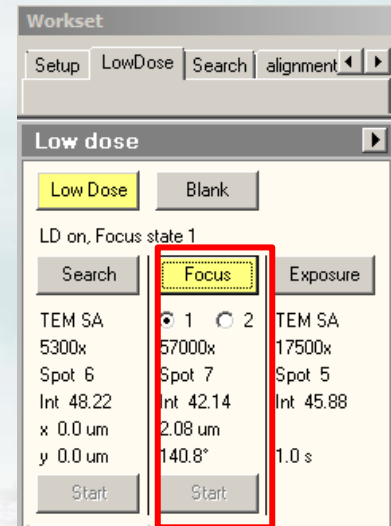 Workset
Setup LowDose Search alignment
Low dose
Low Dose Blank
LD on, Focus state 1
Search Focus Exposure
TEM SA 1 2 TEM SA
5300x 57000x 17500x
Spot 6 Spot 7 Spot 5
Int 48.22 Int 42.14 Int 45.88
x 0.0 um 2.08 um
y 0.0 um 140.8° 1.0 s
Start Start